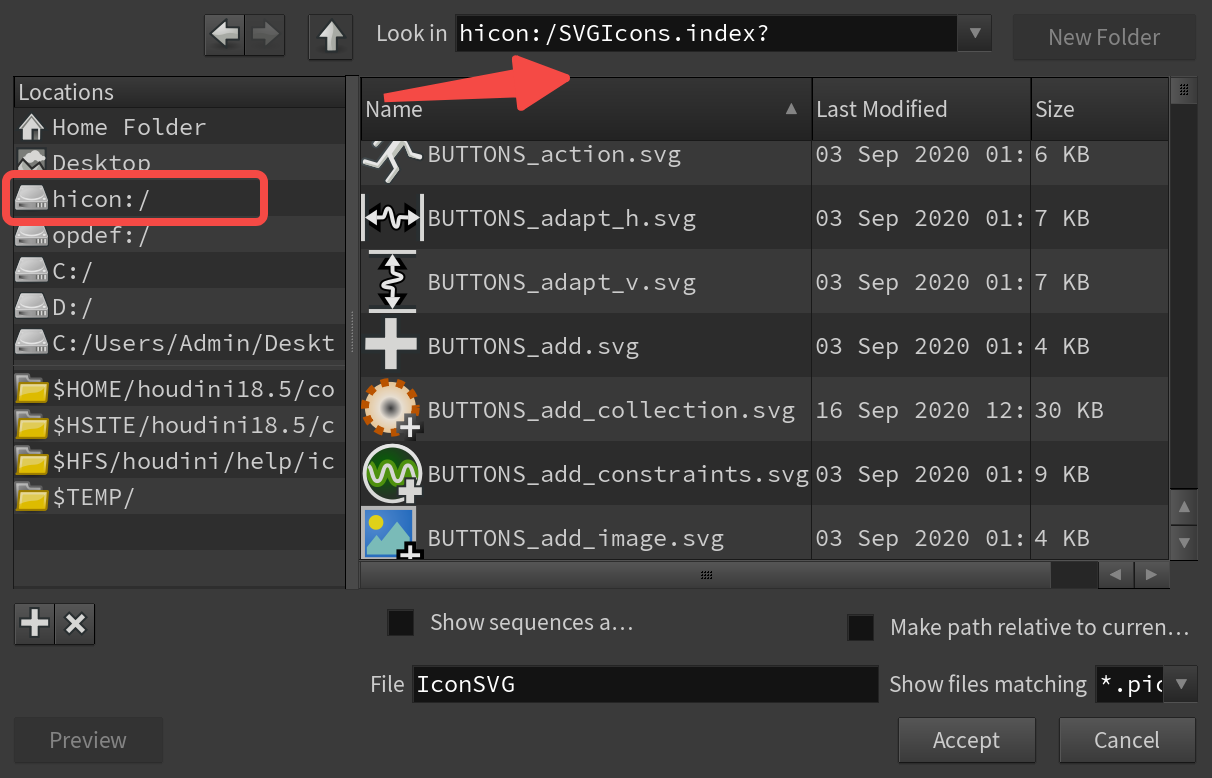 Look in
hicon:/SVGIcons.index?
New Folder
Locations
Home Folder
Desktop
hicon:/
opdef:/
C:/
D:/
C:/Users/Admin/Deskt
$HOME/houdini18.5/co
$HSITE/houdini18.5/c
$HFS/houdini/help/ic
$TEMP/
Name Last Modified Size
BUTTONS_action.svg 03 Sep 2020 01: 6 KB
BUTTONS_adapt_h.svg 03 Sep 2020 01: 7 KB
BUTTONS_adapt_v.svg 03 Sep 2020 01: 7 KB
BUTTONS_add.svg 03 Sep 2020 01: 4 KB
BUTTONS_add_collection.svg 16 Sep 2020 12: 30 KB
BUTTONS_add_constraints.svg 03 Sep 2020 01: 9 KB
BUTTONS_add_image.svg 03 Sep 2020 01: 4 KB
Show sequences a...
Make path relative to curren...
File IconSVG
Show files matching *.pic
Preview
Accept
Cancel